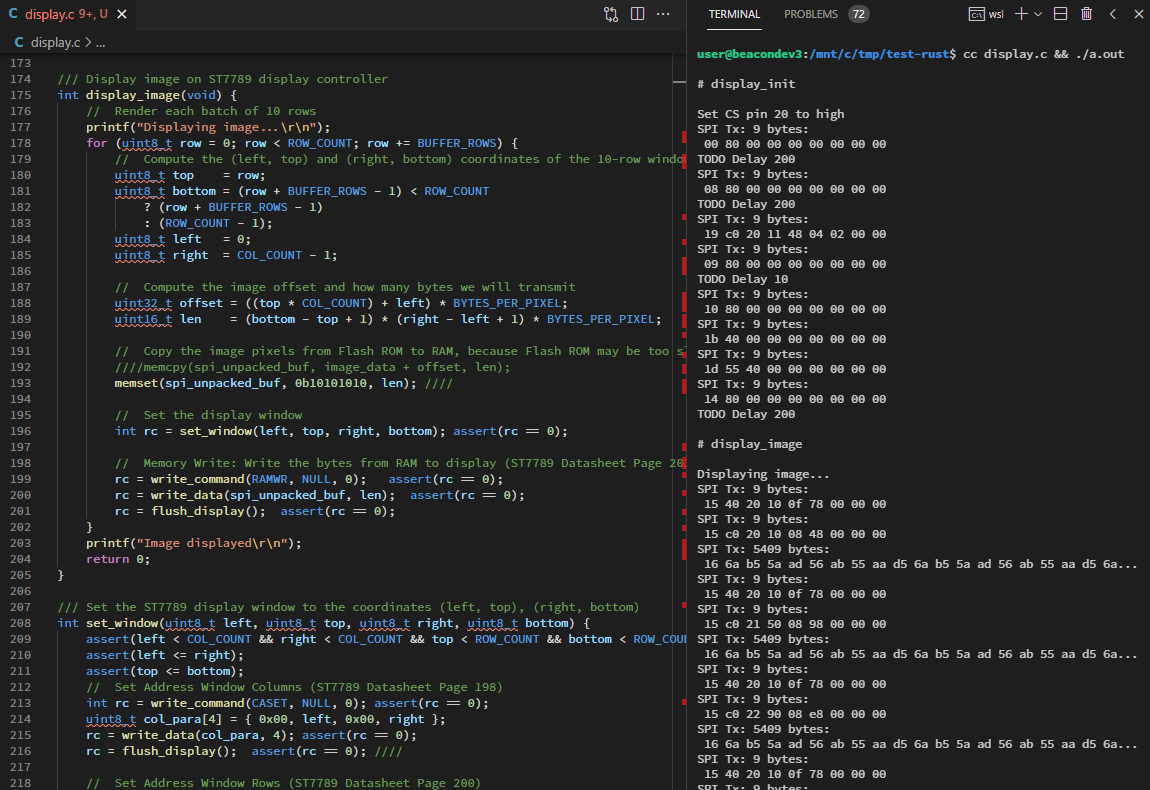 display.c 9+, U
display.c > ...
173
174 /// Display image on ST7789 display controller
175 int display_image(void) {
176 //  Render each batch of 10 rows
177 printf("Displaying image...\r\n");
178 for (uint8_t row = 0; row < ROW_COUNT; row += BUFFER_ROWS) {
179 //  Compute the (left, top) and (right, bottom) coordinates of the 10-row windo
180 uint8_t top    = row;
181 uint8_t bottom = (row + BUFFER_ROWS - 1) < ROW_COUNT
182 ? (row + BUFFER_ROWS - 1)
183 : (ROW_COUNT - 1);
184 uint8_t left   = 0;
185 uint8_t right  = COL_COUNT - 1;
186
187 //  Compute the image offset and how many bytes we will transmit
188 uint32_t offset = ((top * COL_COUNT) + left) * BYTES_PER_PIXEL;
189 uint16_t len    = (bottom - top + 1) * (right - left + 1) * BYTES_PER_PIXEL;
190
191 //  Copy the image pixels from Flash ROM to RAM, because Flash ROM may be too s
192 ////memcpy(spi_unpacked_buf, image_data + offset, len);
193 memset(spi_unpacked_buf, 0b10101010, len); ////
194
195 //  Set the display window
196 int rc = set_window(left, top, right, bottom); assert(rc == 0);
197
198 //  Memory Write: Write the bytes from RAM to display (ST7789 Datasheet Page 20
199 rc = write_command(RAMWR, NULL, 0);   assert(rc == 0);
200 rc = write_data(spi_unpacked_buf, len);  assert(rc == 0);
201 rc = flush_display();  assert(rc == 0);
202 }
203 printf("Image displayed\r\n");
204 return 0;
205 }
206
207 /// Set the ST7789 display window to the coordinates (left, top), (right, bottom)
208 int set_window(uint8_t left, uint8_t top, uint8_t right, uint8_t bottom) {
209 assert(left < COL_COUNT && right < COL_COUNT && top < ROW_COUNT && bottom < ROW_COU
210 assert(left <= right);
211 assert(top <= bottom);
212 //  Set Address Window Columns (ST7789 Datasheet Page 198)
213 int rc = write_command(CASET, NULL, 0); assert(rc == 0);
214 uint8_t col_para[4] = { 0x00, left, 0x00, right };
215 rc = write_data(col_para, 4); assert(rc == 0);
216 rc = flush_display();  assert(rc == 0); ////
217
218 //  Set Address Window Rows (ST7789 Datasheet Page 200)
TERMINAL PROBLEMS 72 wsl
user@beacondev3:/mnt/c/tmp/test-rust$ cc display.c && ./a.out
# display_init
Set CS pin 20 to high
SPI Tx: 9 bytes:
00 80 00 00 00 00 00 00 00
TODO Delay 200
SPI Tx: 9 bytes:
08 80 00 00 00 00 00 00 00
TODO Delay 200
SPI Tx: 9 bytes:
19 c0 20 11 48 04 02 00 00
SPI Tx: 9 bytes:
09 80 00 00 00 00 00 00 00
TODO Delay 10
SPI Tx: 9 bytes:
10 80 00 00 00 00 00 00 00
SPI Tx: 9 bytes:
1b 40 00 00 00 00 00 00 00
SPI Tx: 9 bytes:
1d 55 40 00 00 00 00 00 00
SPI Tx: 9 bytes:
14 80 00 00 00 00 00 00 00
TODO Delay 200
# display_image
Displaying image...
SPI Tx: 9 bytes:
15 40 20 10 0f 78 00 00 00
SPI Tx: 9 bytes:
15 c0 20 10 08 48 00 00 00
SPI Tx: 5409 bytes:
16 6a b5 5a ad 56 ab 55 aa d5 6a b5 5a ad 56 ab 55 aa d5 6a...
SPI Tx: 9 bytes:
15 40 20 10 0f 78 00 00 00
SPI Tx: 9 bytes:
15 c0 21 50 08 98 00 00 00
SPI Tx: 5409 bytes:
16 6a b5 5a ad 56 ab 55 aa d5 6a b5 5a ad 56 ab 55 aa d5 6a...
SPI Tx: 9 bytes:
15 40 20 10 0f 78 00 00 00
SPI Tx: 9 bytes:
15 c0 22 90 08 e8 00 00 00
SPI Tx: 5409 bytes:
16 6a b5 5a ad 56 ab 55 aa d5 6a b5 5a ad 56 ab 55 aa d5 6a...
SPI Tx: 9 bytes:
15 40 20 10 0f 78 00 00 00
SPI Tx: 9 bytes: